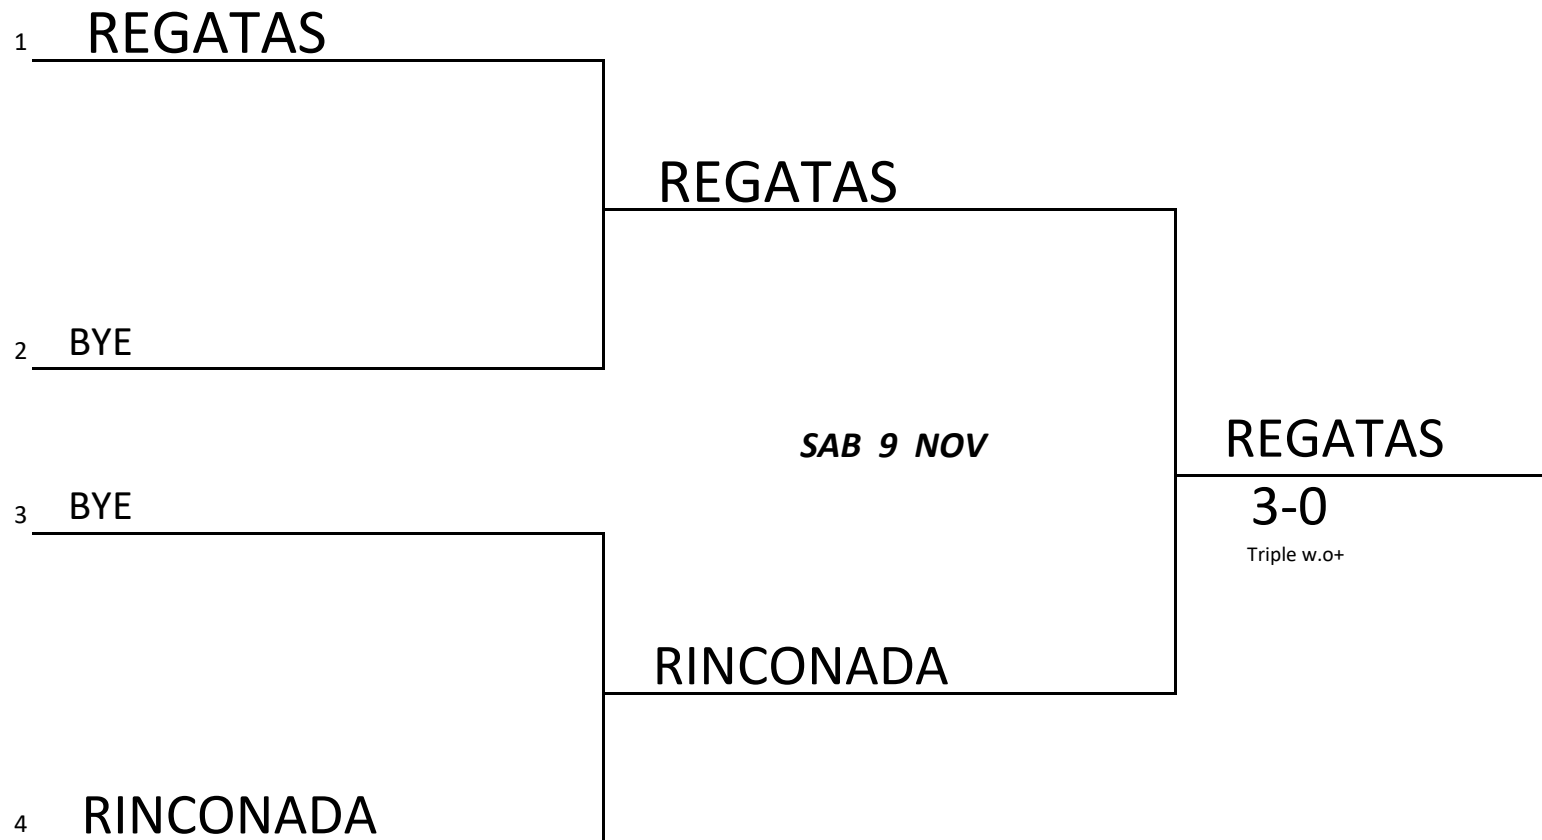 1 REGATAS
REGATAS
2 BYE
SAB 9 NOV
REGATAS
3 BYE
3-0
Triple w.o+
RINCONADA
4 RINCONADA